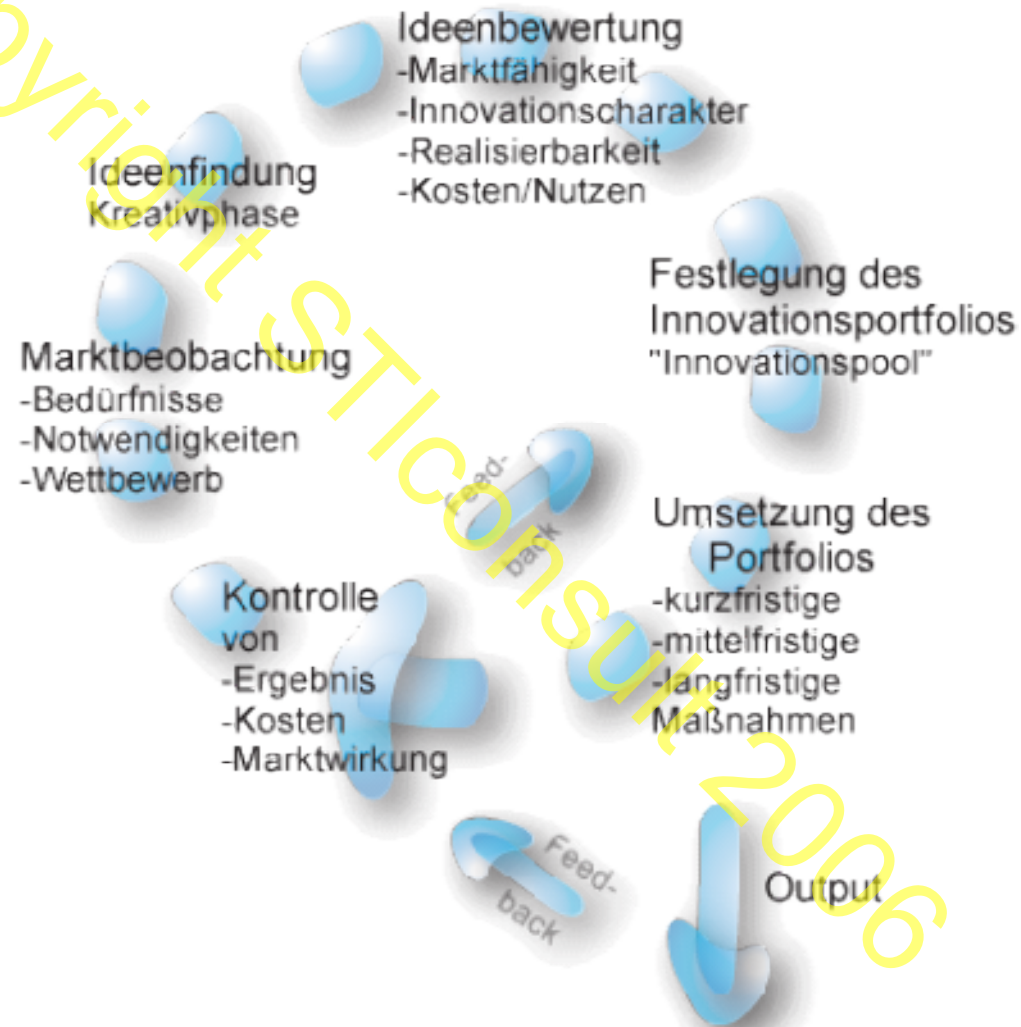 Ideenbewertung
-Marktfähigkeit
-Innovationscharakter
-Realisierbarkeit
-Kosten/Nutzen
Ideenfindung
Kreativphase
Festlegung des
Innovationsportfolios
"Innovationspool"
Marktbeobachtung
-Bedürfnisse
-Notwendigkeiten
-Wettbewerb
Feed-
back
Umsetzung des
Portfolios
-kurzfristige
-mittelfristige
-langfristige
Maßnahmen
Kontrolle
von
-Ergebnis
-Kosten
-Marktwirkung
Feed-
back
Output
pyright STIconsult 2006